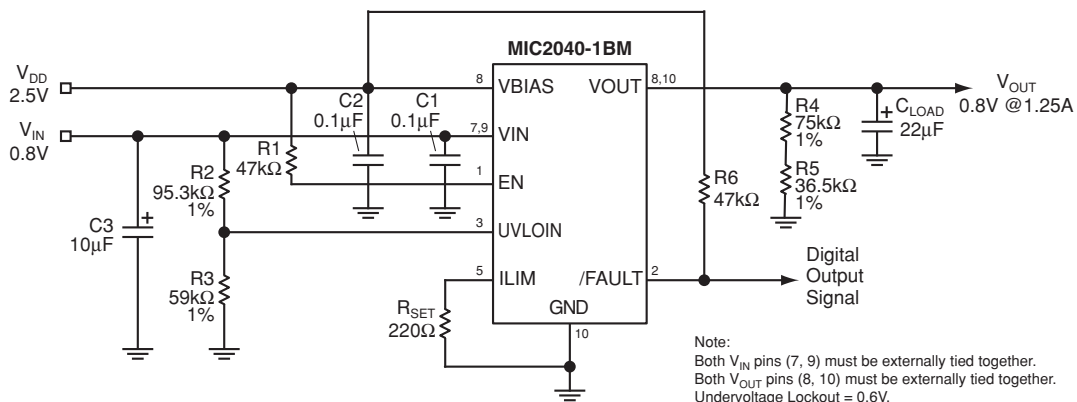 MIC2040-1BM
VDD
2.5V
VIN
0.8V
C3
10µF
R2
95.3kΩ
1%
R3
59kΩ
1%
R1
47kΩ
C2
0.1µF
C1
0.1µF
8
VBIAS
7,9
VIN
1
EN
3
UVLOIN
5
ILIM
RSET
220Ω
GND
10
VOUT
8,10
/FAULT
2
R6
47kΩ
R4
75kΩ
1%
R5
36.5kΩ
1%
+
CLOAD
22µF
+
VOUT
0.8V @1.25A
Digital
Output
Signal
Note:
Both VIN pins (7, 9) must be externally tied together.
Both VOUT pins (8, 10) must be externally tied together.
Undervoltage Lockout = 0.6V.